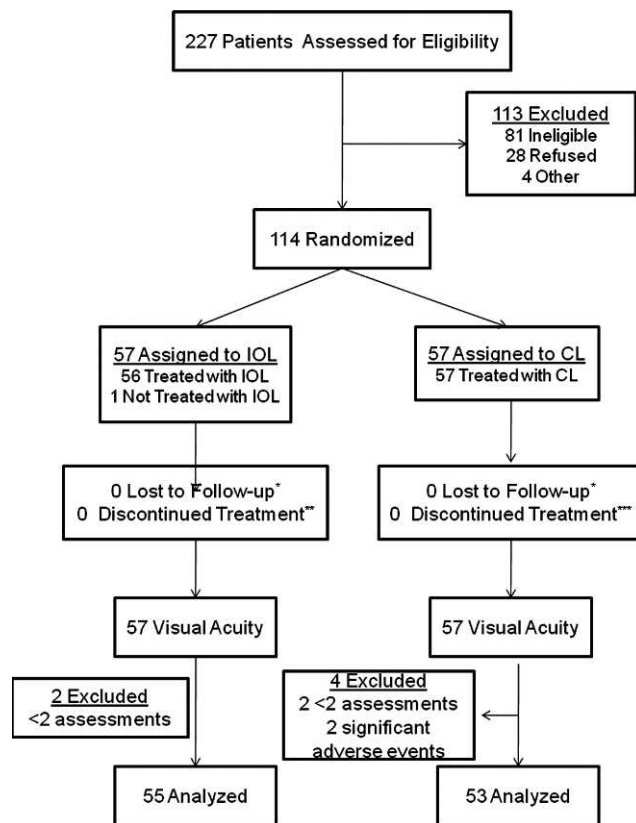 227 Patients Assessed for Eligibility
113 Excluded
81 Ineligible
28 Refused
4 Other
114 Randomized
57 Assigned to IOL
56 Treated with IOL
1 Not Treated with IOL
57 Assigned to CL
57 Treated with CL
0 Lost to Follow-up*
0 Discontinued Treatment**
0 Lost to Follow-up*
0 Discontinued Treatment***
57 Visual Acuity
57 Visual Acuity
2 Excluded
<2 assessments
4 Excluded
2 <2 assessments
2 significant
adverse events
55 Analyzed
53 Analyzed